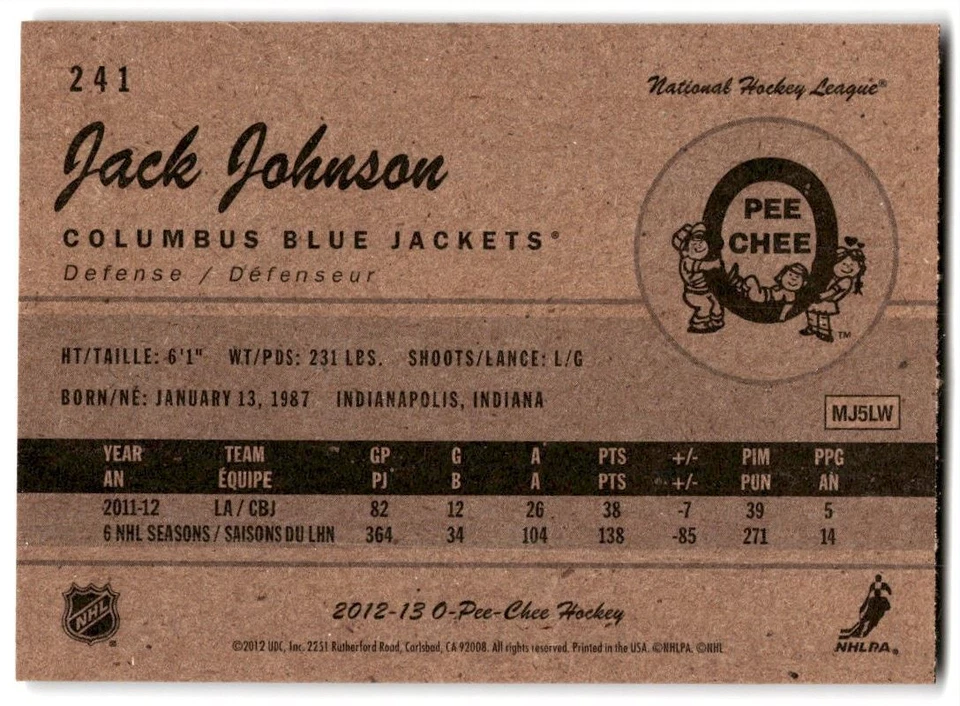 241
National Hockey League®
Jack Johnson
COLUMBUS BLUE JACKETS®
Defense / Défenseur
PEE
CHEE
TM
HT/TAILLE: 6'1" WT/PDS: 231 LBS. SHOOTS/LANCE: L/G
BORN/NÉ: JANUARY 13, 1987 INDIANAPOLIS, INDIANA
MJ5LW
YEAR TEAM GP G A PTS +/- PIM PPG
AN ÉQUIPE PJ B A PTS +/- PUN AN
2011-12 LA / CBJ 82 12 26 38 -7 39 5
6 NHL SEASONS / SAISONS DU LHN 364 34 104 138 -85 271 14
NHL
2012-13 O-Pee-Chee Hockey
©2012 UDC, Inc. 2251 Rutherford Road, Carlsbad, CA 92008. All rights reserved. Printed in the USA. ©NHLPA. ©NHL
NHLPA®